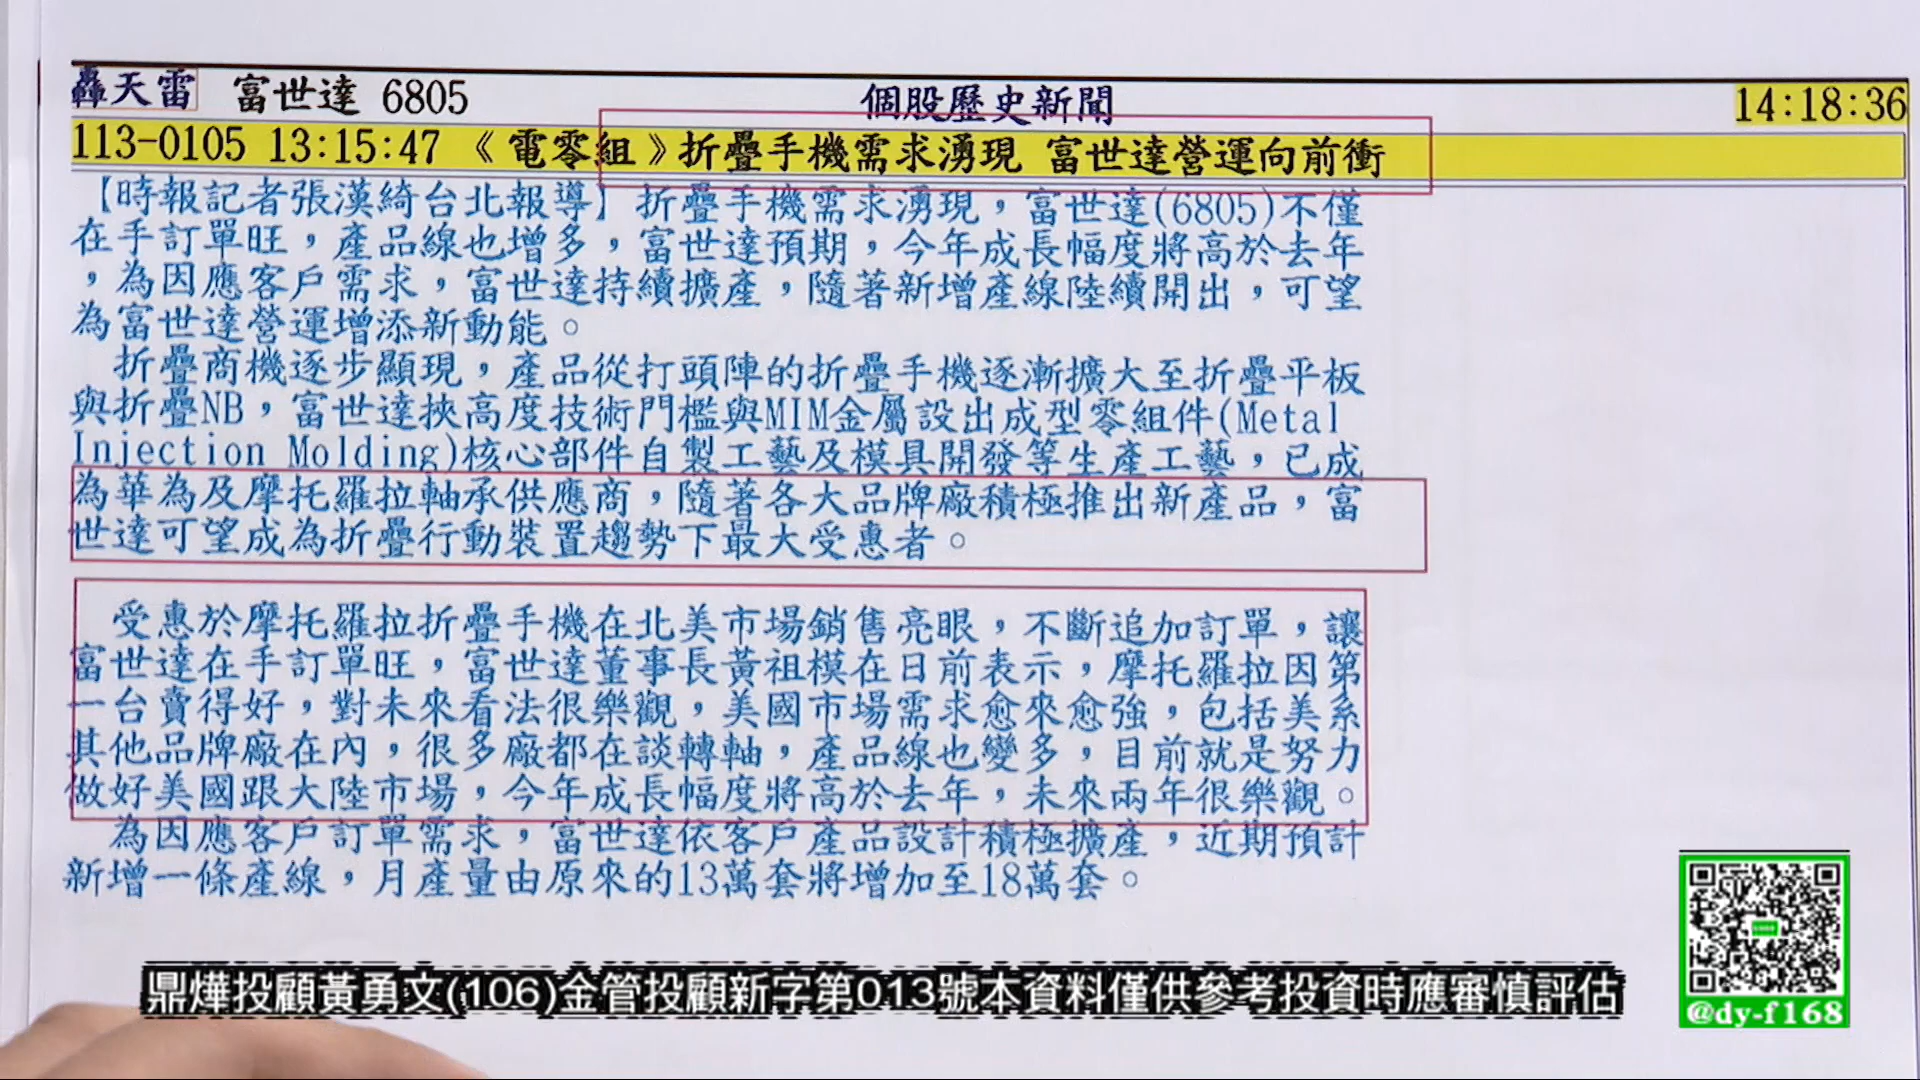 轟天雷 富世達 6805 個股歷史新聞 14:18:36
113-0105 13:15:47 《電零組》折疊手機需求湧現 富世達營運向前衝
【時報記者張漢綺台北報導】折疊手機需求湧現，富世達(6805)不僅
在手訂單旺，產品線也增多，富世達預期，今年成長幅度將高於去年
，為因應客戶需求，富世達持續擴產，隨著新增產線陸續開出，可望
為富世達營運增添新動能。
折疊商機逐步顯現，產品從打頭陣的折疊手機逐漸擴大至折疊平板
與折疊NB，富世達挾高度技術門檻與MIM金屬設出成型零組件(Metal
Injection Molding)核心部件自製工藝及模具開發等生產工藝，已成
為華為及摩托羅拉軸承供應商，隨著各大品牌廠積極推出新產品，富
世達可望成為折疊行動裝置趨勢下最大受惠者。
受惠於摩托羅拉折疊手機在北美市場銷售亮眼，不斷追加訂單，讓
富世達在手訂單旺，富世達董事長黃祖模在日前表示，摩托羅拉因第
一台賣得好，對未來看法很樂觀，美國市場需求愈來愈強，包括美系
其他品牌廠在內，很多廠都在談轉軸，產品線也變多，目前就是努力
做好美國跟大陸市場，今年成長幅度將高於去年，未來兩年很樂觀。
為因應客戶訂單需求，富世達依客戶產品設計積極擴產，近期預計
新增一條產線，月產量由原來的13萬套將增加至18萬套。
鼎燁投顧黃勇文(106)金管投顧新字第013號本資料僅供參考投資時應審慎評估
@dy-f168